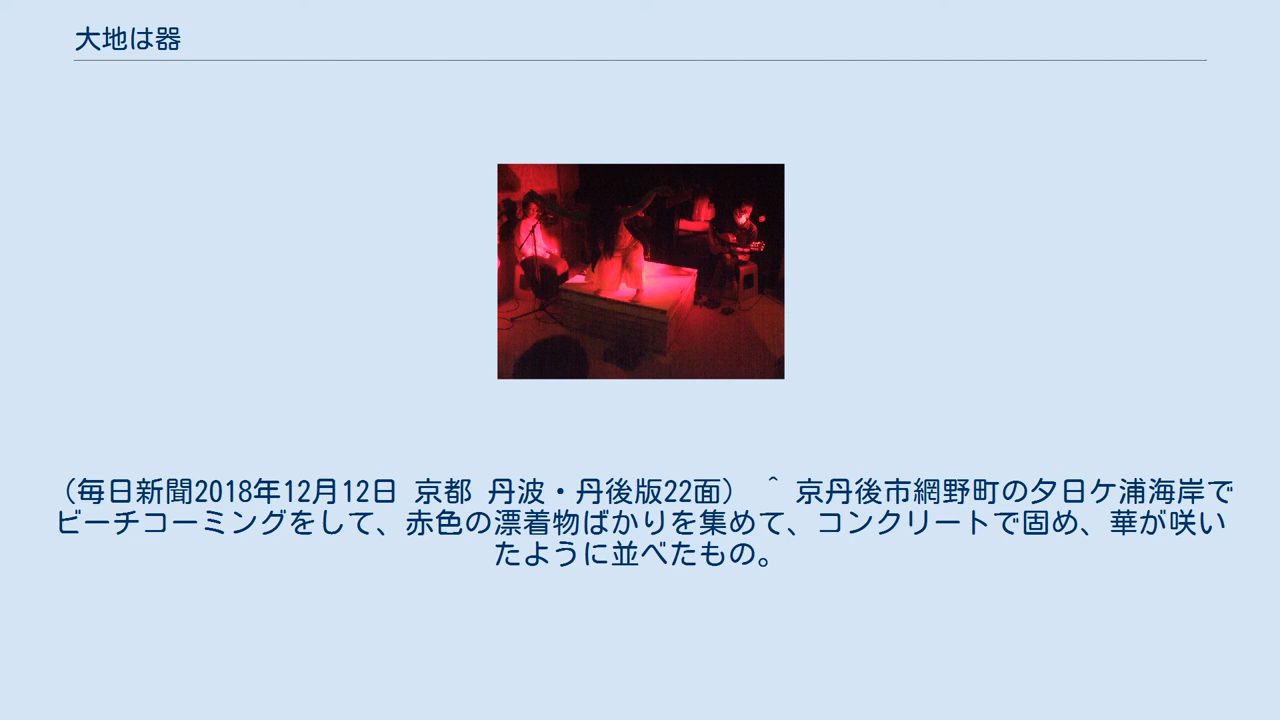 大地は器
（毎日新聞2018年12月12日 京都 丹波・丹後版22面） ^ 京丹後市網野町の夕日ケ浦海岸で
ビーチコーミングをして、赤色の漂着物ばかりを集めて、コンクリートで固め、華が咲い
たように並べたもの。